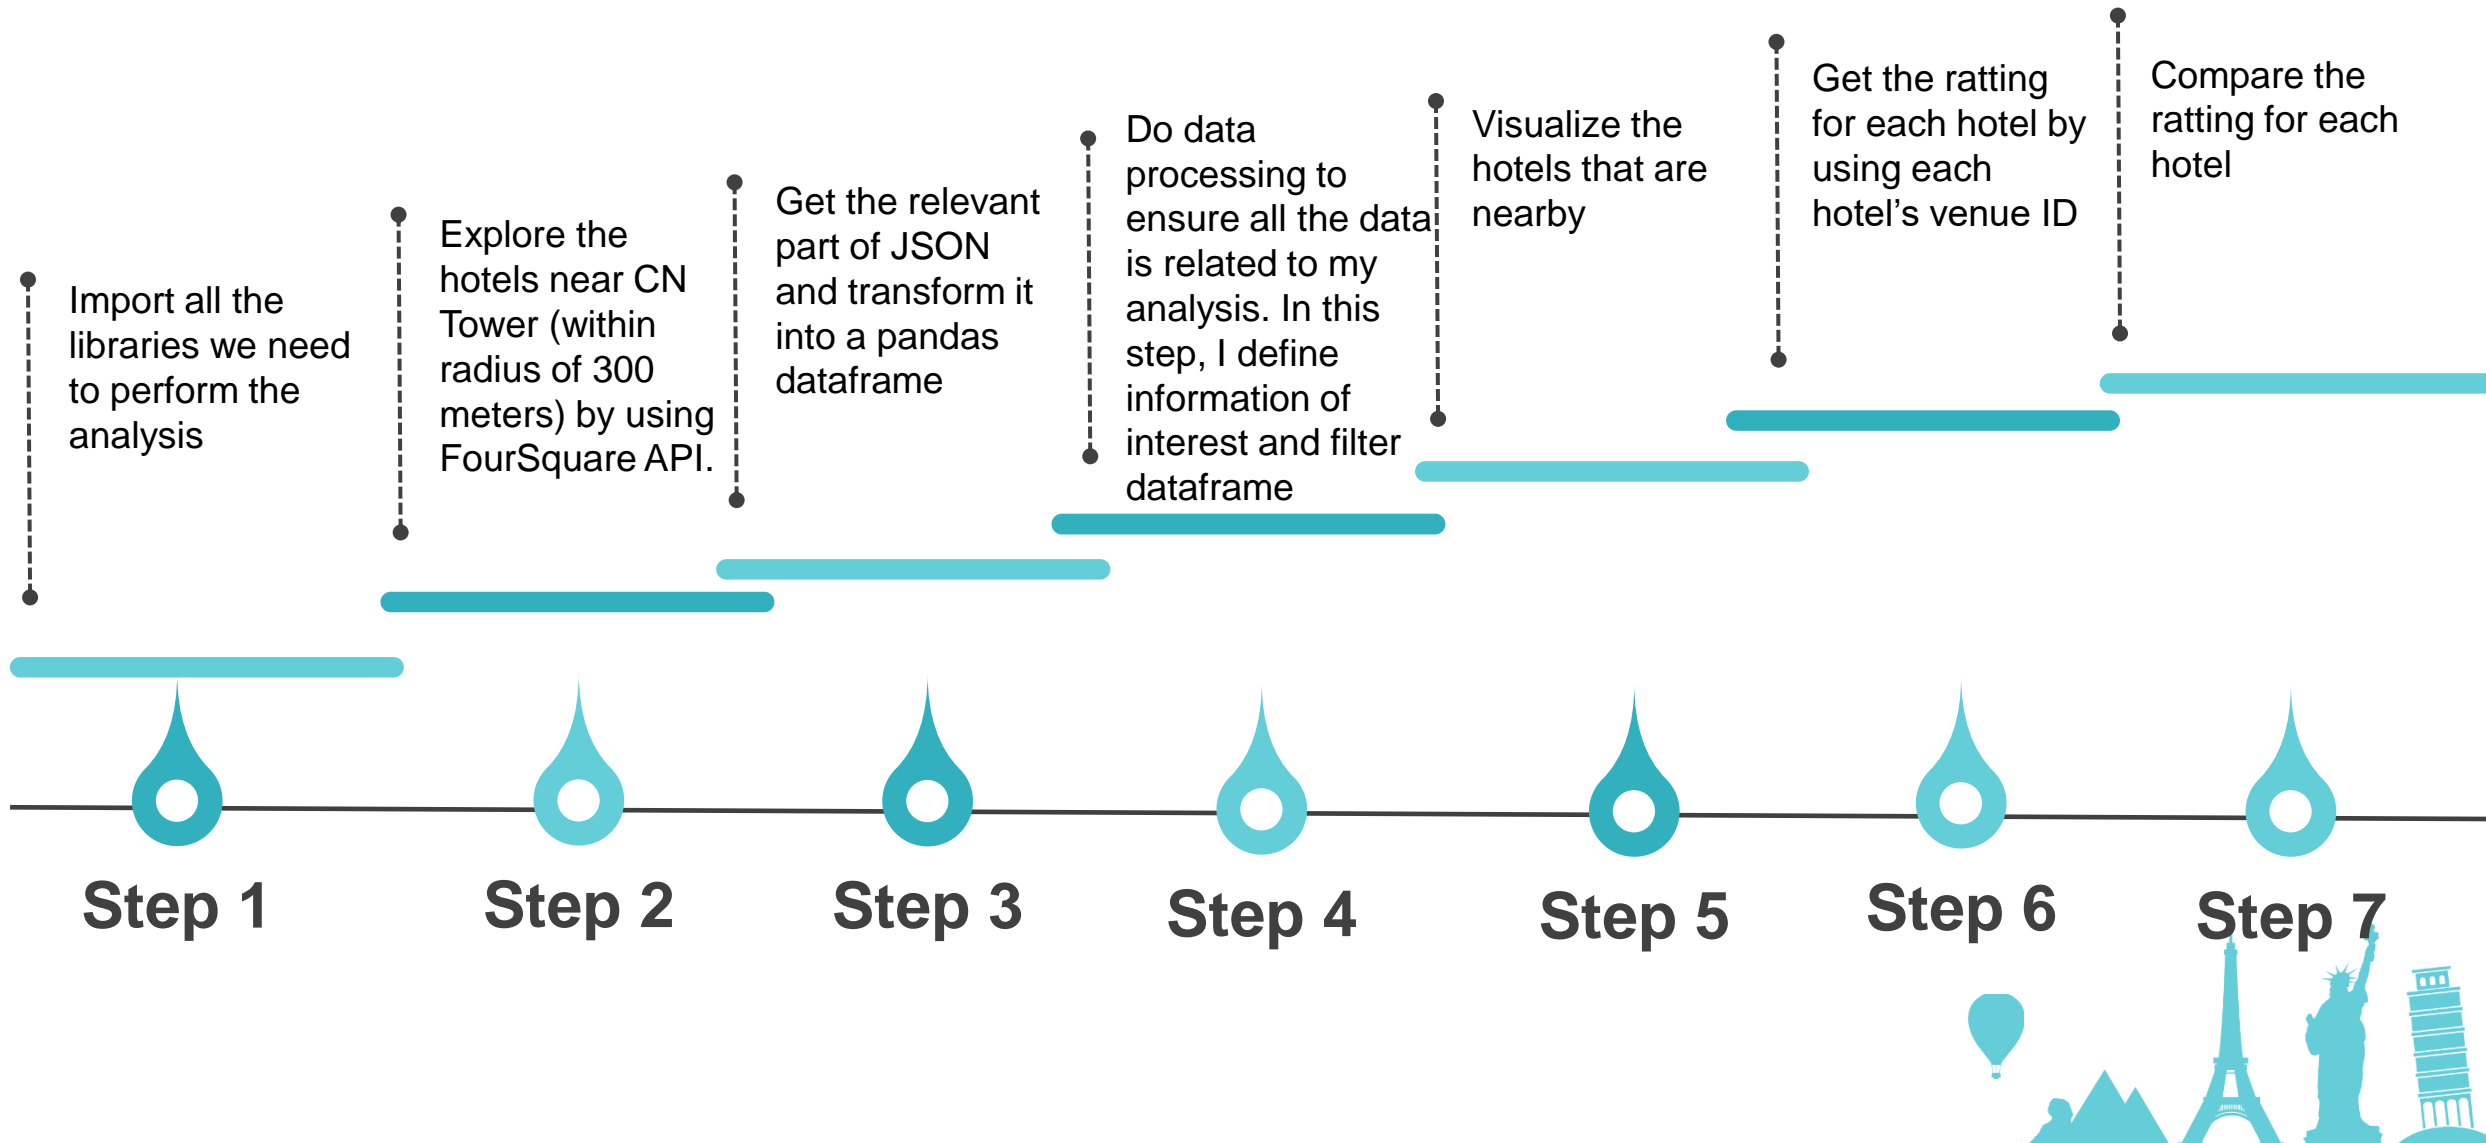 Import all the
libraries we need
to perform the
analysis
Explore the
hotels near CN
Tower (within
radius of 300
meters) by using
FourSquare API.
Get the relevant
part of JSON
and transform it
into a pandas
dataframe
Do data
processing to
ensure all the data
is related to my
analysis. In this
step, I define
information of
interest and filter
dataframe
Visualize the
hotels that are
nearby
Get the ratting
for each hotel by
using each
hotel’s venue ID
Compare the
ratting for each
hotel
Step 1
Step 2
Step 3
Step 4
Step 5
Step 6
Step 7